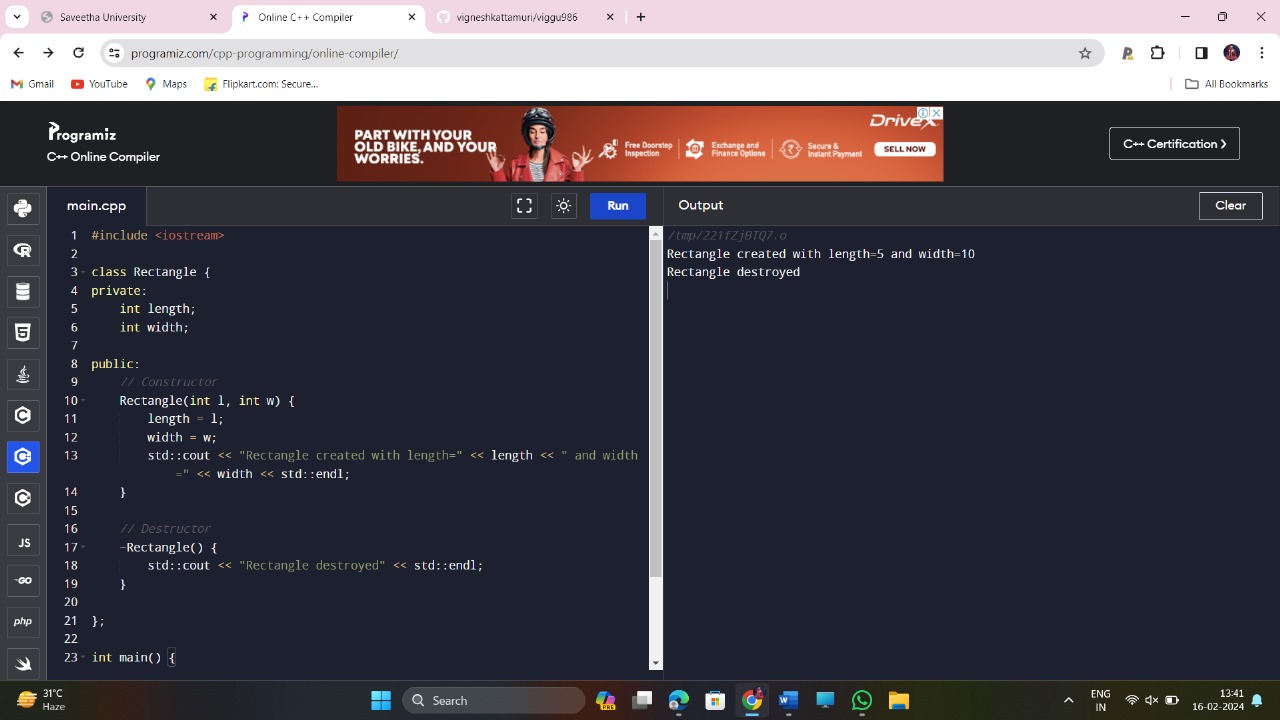 Saveetha University
Online C++ Compiler
vigneshkattamuri/viggu986
programiz.com/cpp-programming/online-compiler/
Gmail
YouTube
Maps
Flipkart.com: Secure...
All Bookmarks
Programiz
C++ Online Compiler
PART WITH YOUR
OLD BIKE, AND YOUR
WORRIES.
Free Doorstep
Inspection
Exchange and
Finance Options
Secure &
Instant Payment
DriveX
SELL NOW
C++ Certification >
main.cpp
Run
Output
Clear
1 #include <iostream>
2
3 class Rectangle {
4 private:
5 int length;
6 int width;
7
8 public:
9 // Constructor
10 Rectangle(int l, int w) {
11 length = l;
12 width = w;
13 std::cout << "Rectangle created with length=" << length << " and width
=" << width << std::endl;
14 }
15
16 // Destructor
17 ~Rectangle() {
18 std::cout << "Rectangle destroyed" << std::endl;
19 }
20
21 };
22
23 int main() {
/tmp/221fZjBTQ7.o
Rectangle created with length=5 and width=10
Rectangle destroyed
JS
GO
php
31°C
Haze
Search
PRE
ENG
IN
13:41
16-02-2024